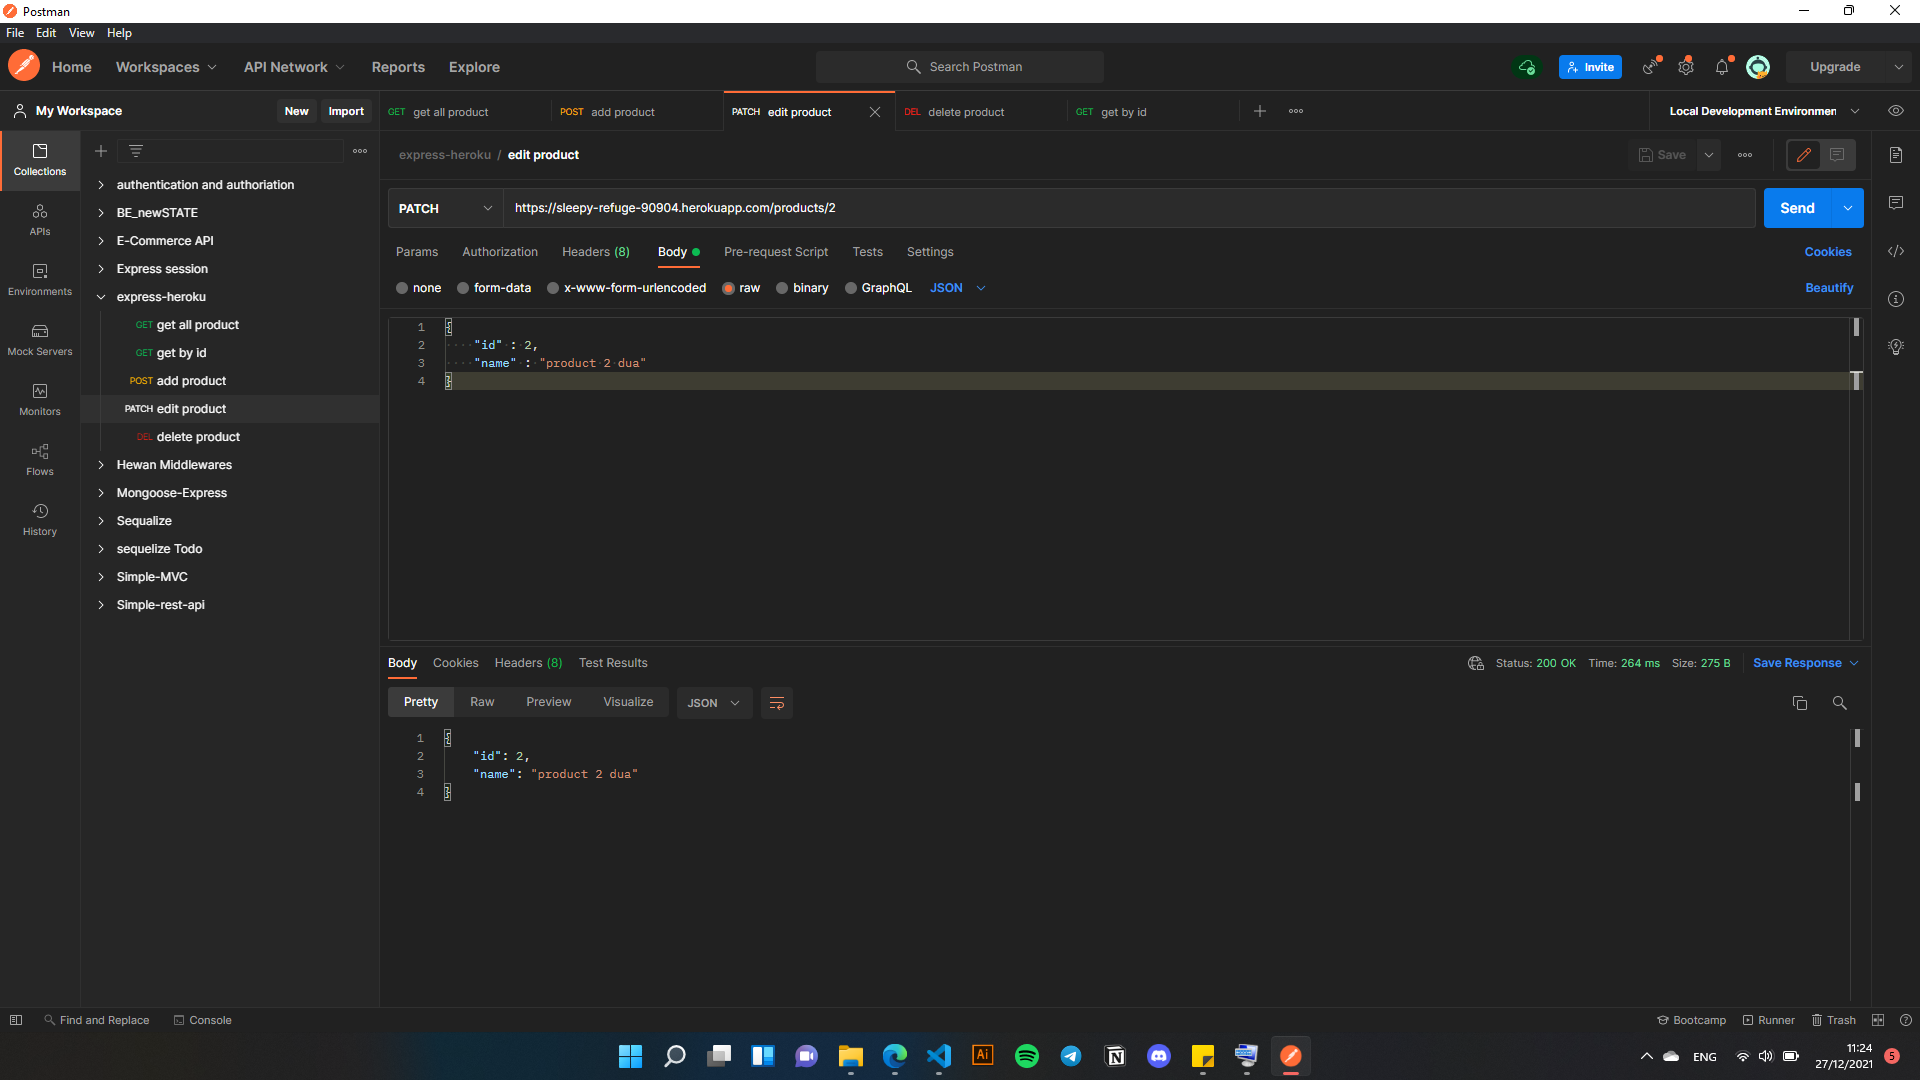 Postman
File Edit View Help
Home Workspaces API Network Reports Explore
Search Postman
Invite
Upgrade
My Workspace
New Import
GET get all product
POST add product
PATCH edit product
DEL delete product
GET get by id
Local Development Environmen
Collections
APIs
Environments
Mock Servers
Monitors
Flows
History
authentication and authoriation
BE_newSTATE
E-Commerce API
Express session
express-heroku
GET get all product
GET get by id
POST add product
PATCH edit product
DEL delete product
Hewan Middlewares
Mongoose-Express
Sequalize
sequelize Todo
Simple-MVC
Simple-rest-api
express-heroku / edit product
Save
PATCH
https://sleepy-refuge-90904.herokuapp.com/products/2
Send
Params Authorization Headers (8) Body Pre-request Script Tests Settings
Cookies
none form-data x-www-form-urlencoded raw binary GraphQL JSON
Beautify
1 {
2 "id" : 2,
3 "name" : "product 2 dua"
4 }
Body Cookies Headers (8) Test Results
Status: 200 OK Time: 264 ms Size: 275 B Save Response
Pretty Raw Preview Visualize JSON
1 {
2 "id": 2,
3 "name": "product 2 dua"
4 }
Find and Replace Console
Bootcamp Runner Trash
Ai
ENG
11:24
27/12/2021
5